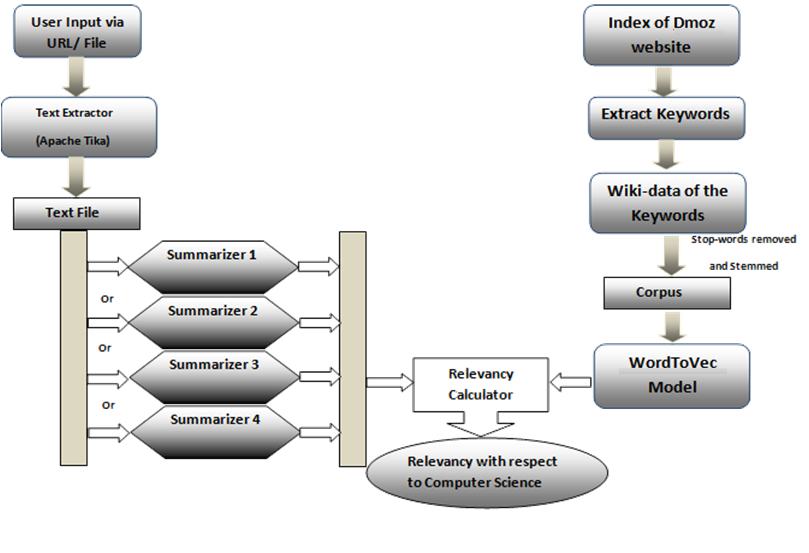 User Input via
URL/ File
Text Extractor
(Apache Tika)
Text File
Summarizer 1
Or
Summarizer 2
Or
Summarizer 3
Or
Summarizer 4
Index of Dmoz
website
Extract Keywords
Wiki-data of the
Keywords
Stop-words removed
and Stemmed
Corpus
WordToVec
Model
Relevancy
Calculator
Relevancy with respect
to Computer Science